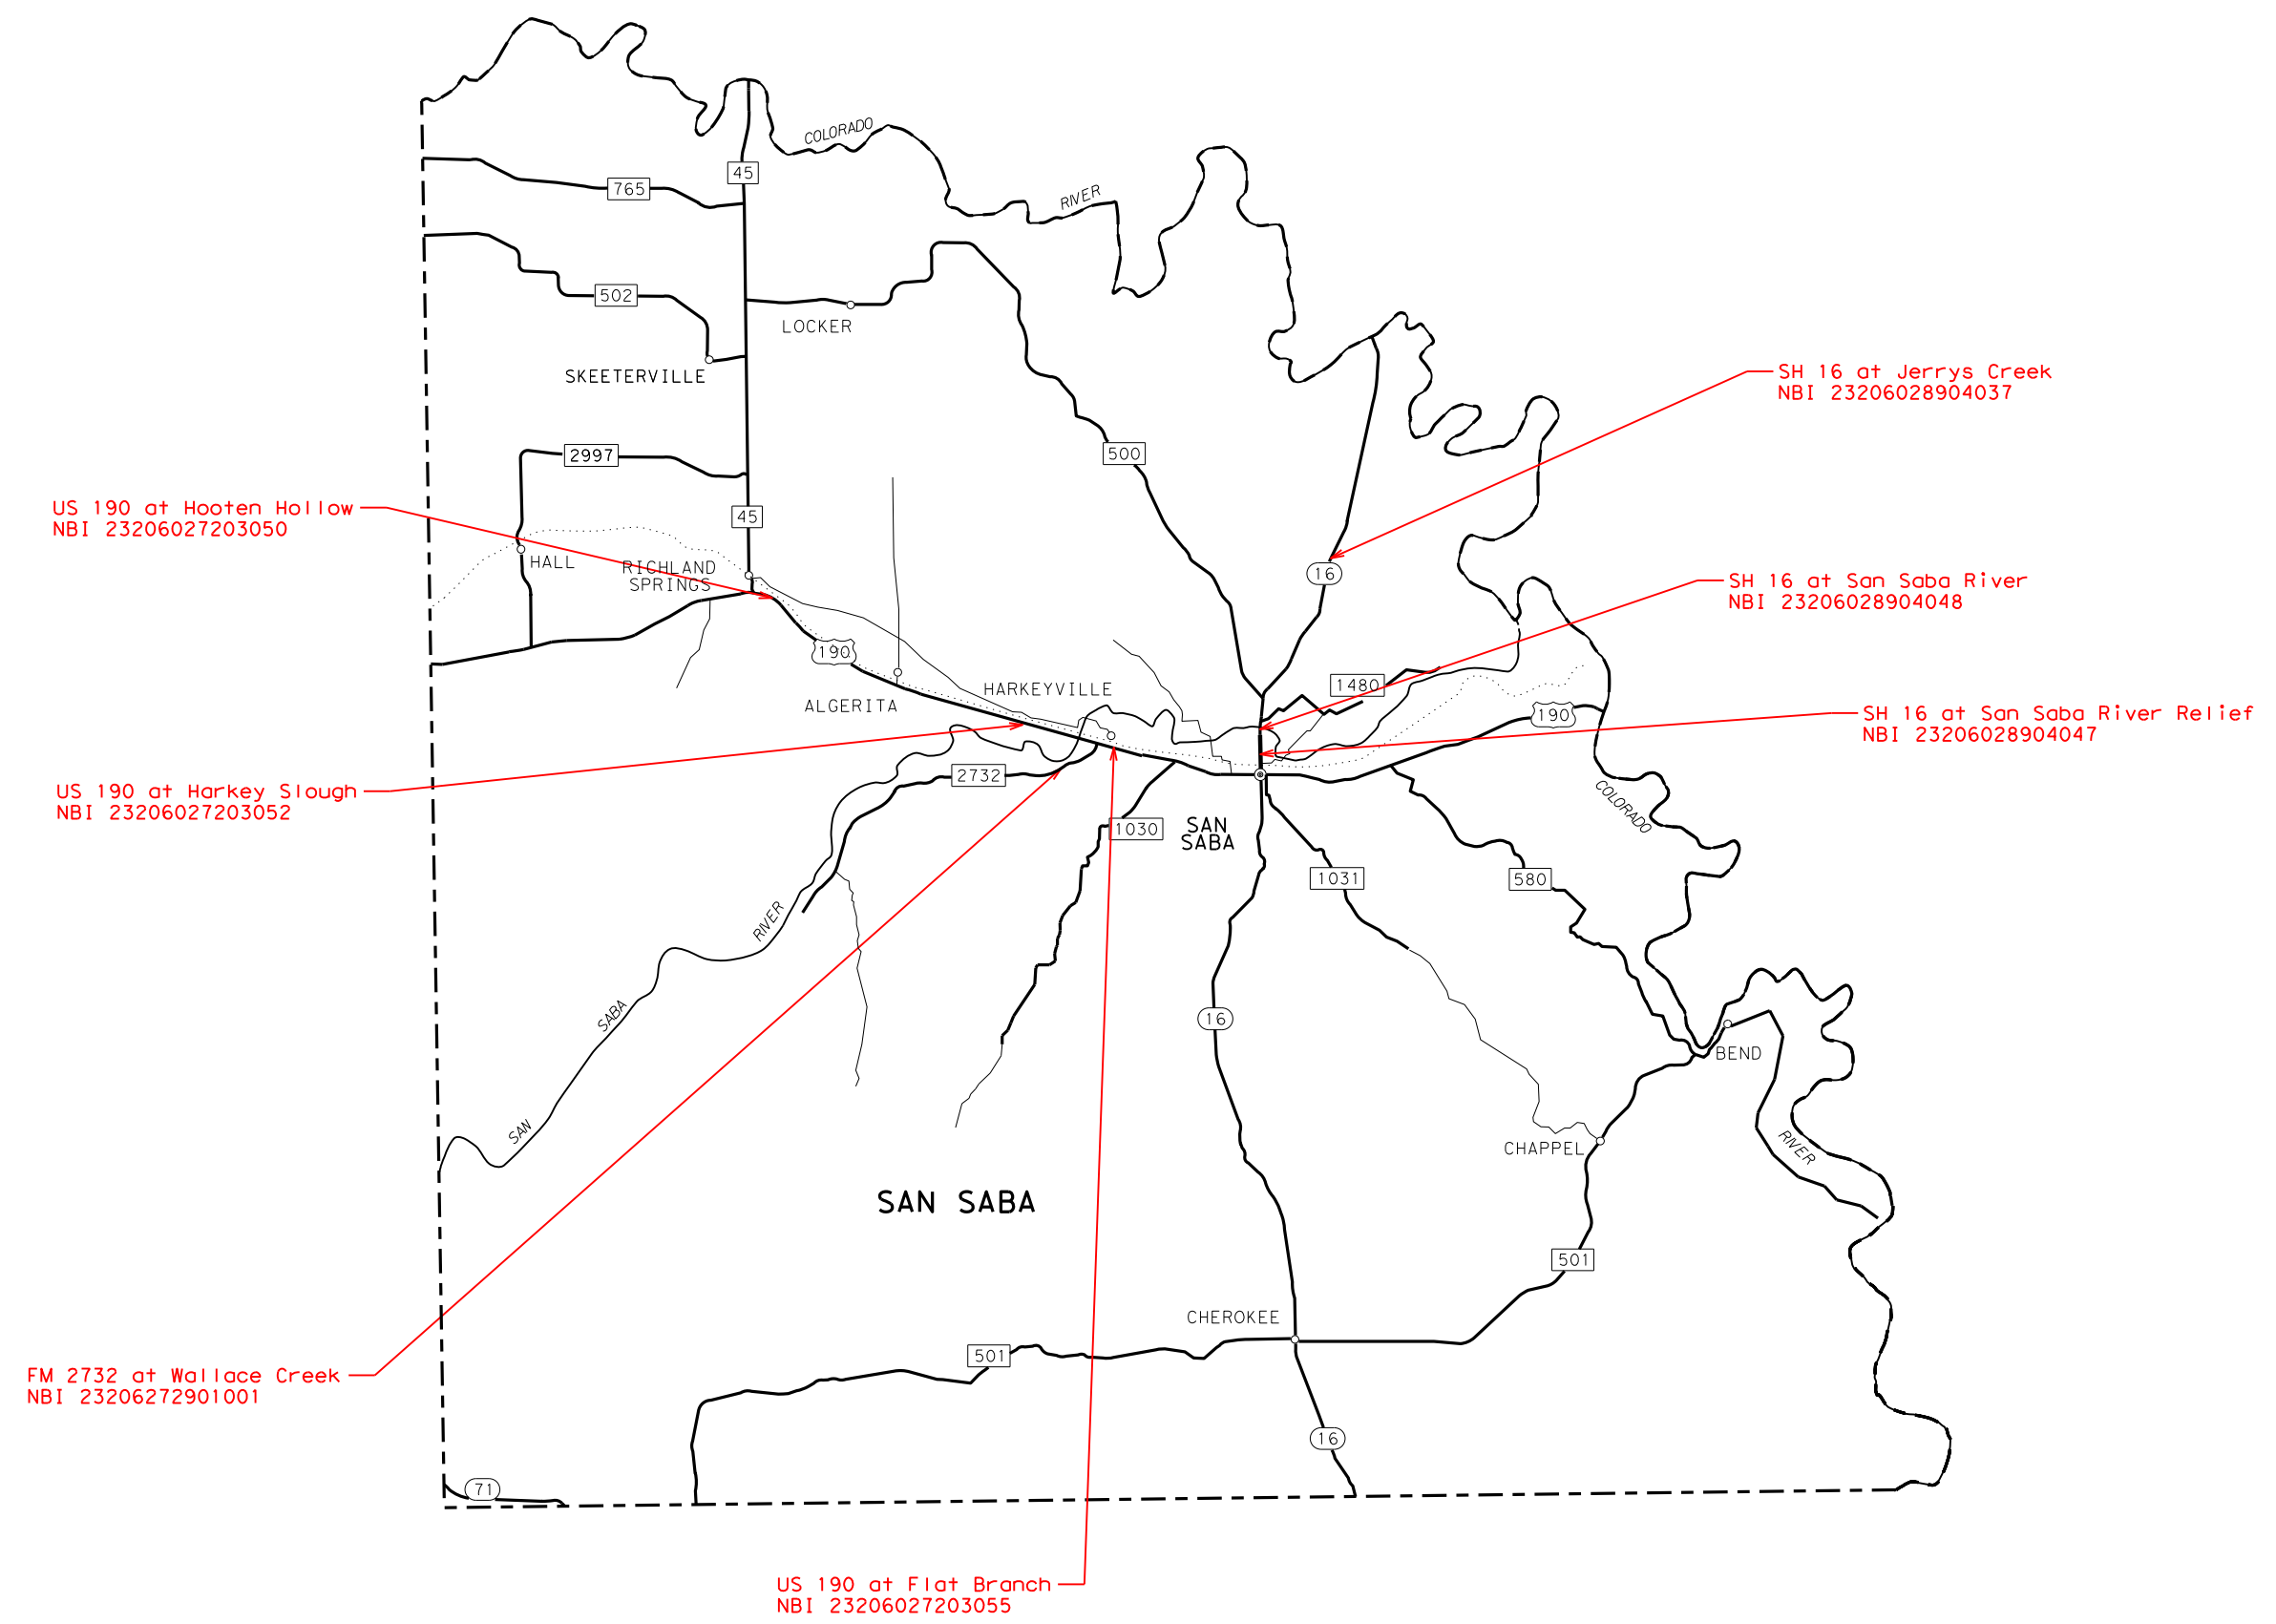 COLORADO
45
765
RIVER
502
LOCKER
SKEETERVILLE
SH 16 at Jerrys Creek
NBI 23206028904037
500
2997
US 190 at Hooten Hollow
NBI 23206027203050
45
HALL
RICHLAND
SPRINGS
16
SH 16 at San Saba River
NBI 23206028904048
190
HARKEYVILLE
1480
ALGERITA
190
SH 16 at San Saba River Relief
NBI 23206028904047
2732
US 190 at Harkey Slough
NBI 23206027203052
COLORADO
1030
SAN
SABA
1031
580
RIVER
SABA
16
BEND
SAN
CHAPPEL
RIVER
SAN SABA
501
CHEROKEE
501
FM 2732 at Wallace Creek
NBI 23206272901001
16
71
US 190 at Flat Branch
NBI 23206027203055